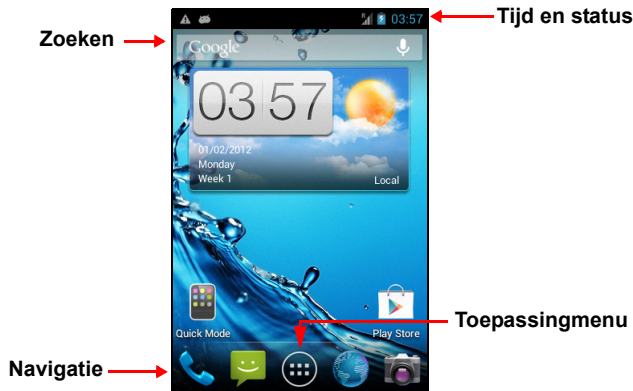 03:57
Tijd en status
Zoeken
Google
03 57
01/02/2012
Monday
Week 1
Local
Quick Mode
Play Store
Toepassingmenu
Navigatie